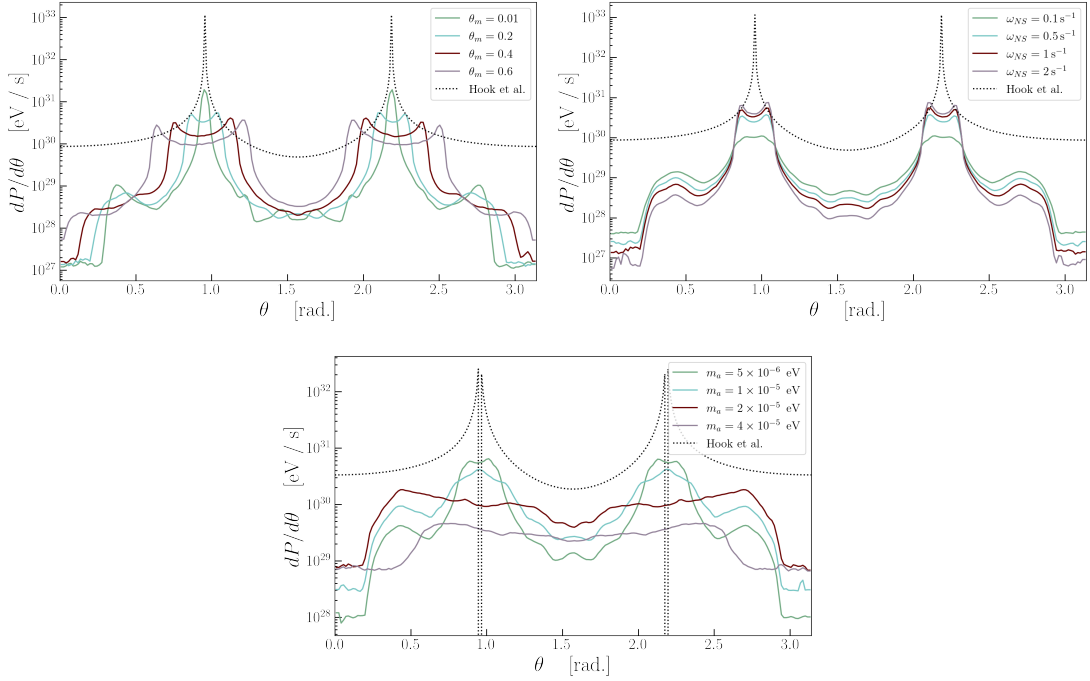 10^33
10^32
10^31
10^30
10^29
10^28
10^27
dP/dθ [eV / s]
θ_m = 0.01
θ_m = 0.2
θ_m = 0.4
θ_m = 0.6
Hook et al.
0.0 0.5 1.0 1.5 2.0 2.5 3.0
θ [rad.]
10^33
10^32
10^31
10^30
10^29
10^28
10^27
dP/dθ [eV / s]
ω_NS = 0.1 s^−1
ω_NS = 0.5 s^−1
ω_NS = 1 s^−1
ω_NS = 2 s^−1
Hook et al.
0.0 0.5 1.0 1.5 2.0 2.5 3.0
θ [rad.]
10^32
10^31
10^30
10^29
10^28
dP/dθ [eV / s]
m_a = 5 × 10^−6 eV
m_a = 1 × 10^−5 eV
m_a = 2 × 10^−5 eV
m_a = 4 × 10^−5 eV
Hook et al.
0.0 0.5 1.0 1.5 2.0 2.5 3.0
θ [rad.]